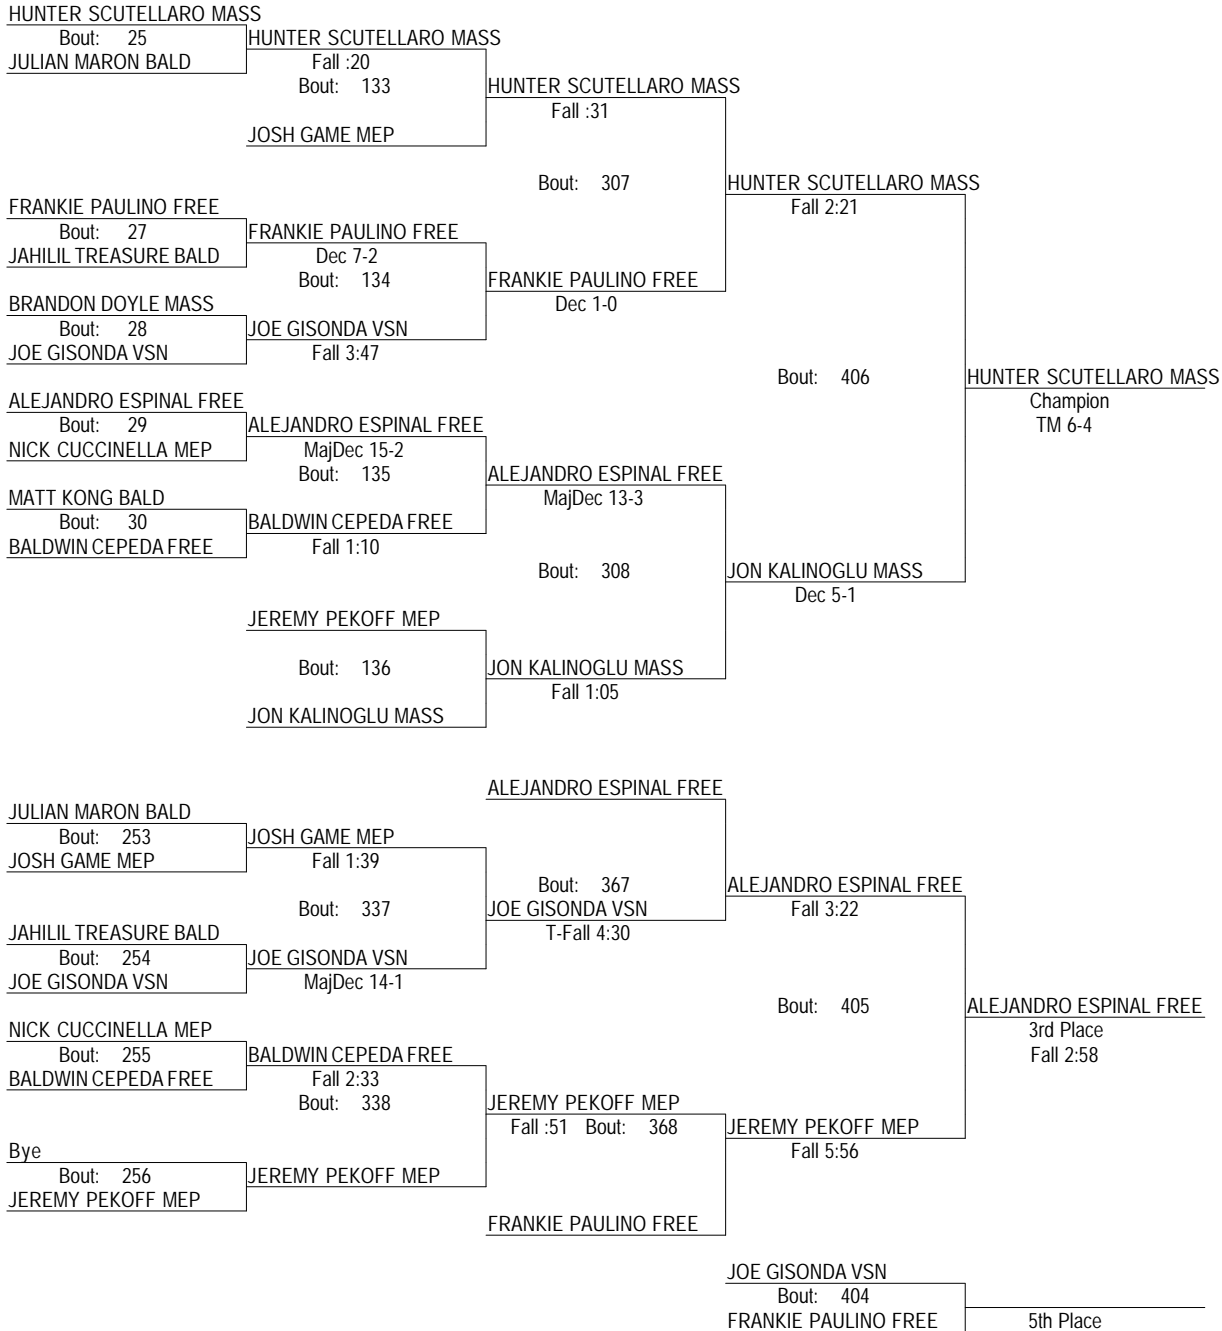 HUNTER SCUTELLARO MASS
Bout: 25
HUNTER SCUTELLARO MASS
JULIAN MARON BALD
Fall :20
Bout: 133
HUNTER SCUTELLARO MASS
Fall :31
JOSH GAME MEP
Bout: 307
HUNTER SCUTELLARO MASS
Fall 2:21
FRANKIE PAULINO FREE
Bout: 27
FRANKIE PAULINO FREE
JAHILIL TREASURE BALD
Dec 7-2
Bout: 134
FRANKIE PAULINO FREE
Dec 1-0
BRANDON DOYLE MASS
Bout: 28
JOE GISONDA VSN
JOE GISONDA VSN
Fall 3:47
Bout: 406
HUNTER SCUTELLARO MASS
Champion
TM 6-4
ALEJANDRO ESPINAL FREE
Bout: 29
ALEJANDRO ESPINAL FREE
NICK CUCCINELLA MEP
MajDec 15-2
Bout: 135
ALEJANDRO ESPINAL FREE
MajDec 13-3
MATT KONG BALD
Bout: 30
BALDWIN CEPEDA FREE
BALDWIN CEPEDA FREE
Fall 1:10
Bout: 308
JON KALINOGLU MASS
Dec 5-1
JEREMY PEKOFF MEP
Bout: 136
JON KALINOGLU MASS
Fall 1:05
JON KALINOGLU MASS
ALEJANDRO ESPINAL FREE
JULIAN MARON BALD
Bout: 253
JOSH GAME MEP
JOSH GAME MEP
Fall 1:39
Bout: 367
ALEJANDRO ESPINAL FREE
Fall 3:22
Bout: 337
JOE GISONDA VSN
T-Fall 4:30
JAHILIL TREASURE BALD
Bout: 254
JOE GISONDA VSN
JOE GISONDA VSN
MajDec 14-1
Bout: 405
ALEJANDRO ESPINAL FREE
3rd Place
Fall 2:58
NICK CUCCINELLA MEP
Bout: 255
BALDWIN CEPEDA FREE
BALDWIN CEPEDA FREE
Fall 2:33
Bout: 338
JEREMY PEKOFF MEP
Fall :51 Bout: 368
JEREMY PEKOFF MEP
Fall 5:56
Bye
Bout: 256
JEREMY PEKOFF MEP
JEREMY PEKOFF MEP
FRANKIE PAULINO FREE
JOE GISONDA VSN
Bout: 404
FRANKIE PAULINO FREE
5th Place